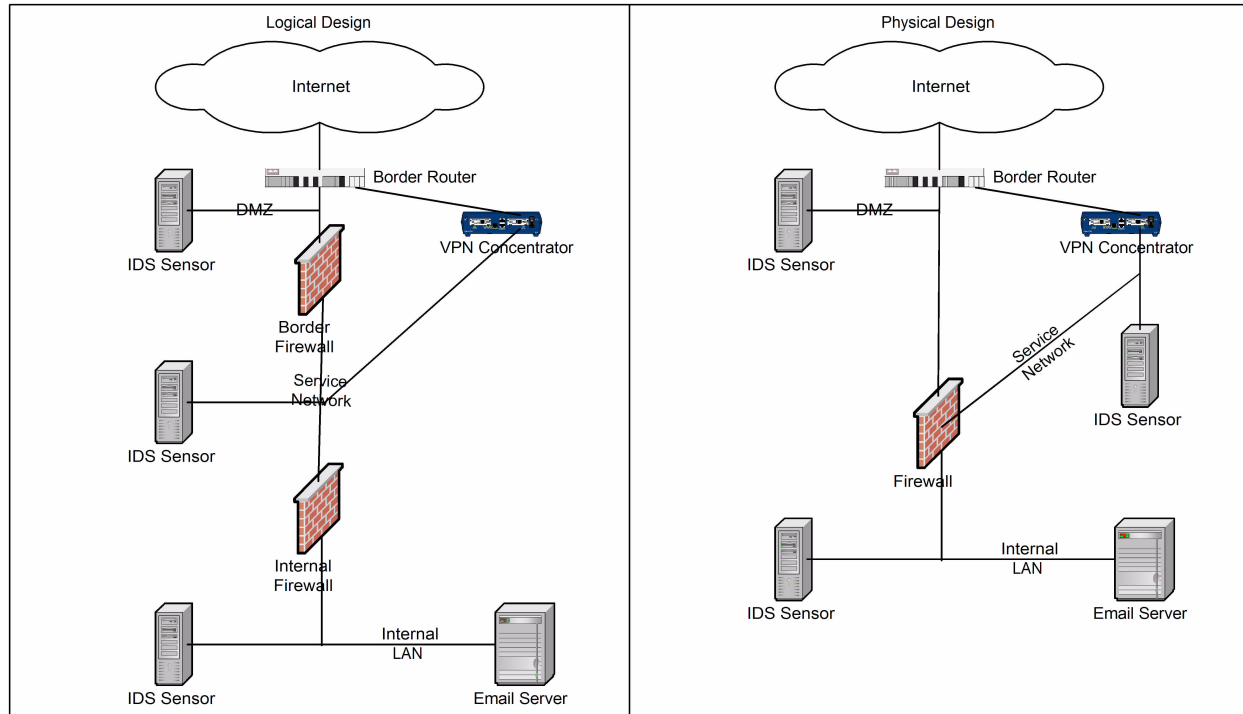 Logical Design
Internet
Border Router
DMZ
IDS Sensor
VPN Concentrator
Border
Firewall
Service
Network
IDS Sensor
Internal
Firewall
Internal
LAN
IDS Sensor
Email Server
Physical Design
Internet
Border Router
DMZ
IDS Sensor
VPN Concentrator
Service
Network
IDS Sensor
Firewall
Internal
LAN
IDS Sensor
Email Server